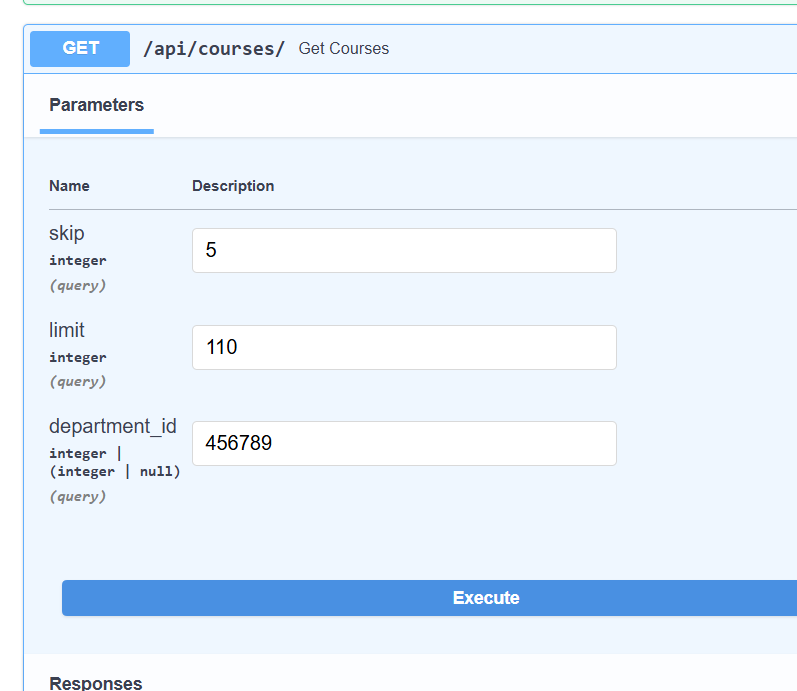 GET /api/courses/ Get Courses
Parameters
Name Description
skip
integer
(query)
5
limit
integer
(query)
110
department_id
integer |
(integer | null)
(query)
456789
Execute
Responses